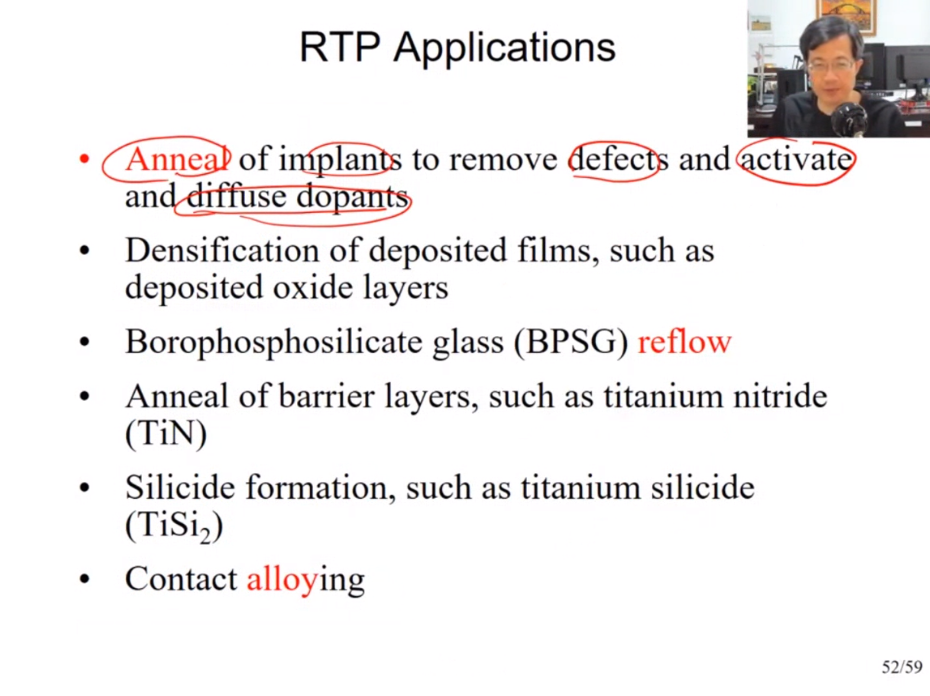 RTP Applications
• Anneal of implants to remove defects and activate
and diffuse dopants
• Densification of deposited films, such as
deposited oxide layers
• Borophosphosilicate glass (BPSG) reflow
• Anneal of barrier layers, such as titanium nitride
(TiN)
• Silicide formation, such as titanium silicide
(TiSi₂)
• Contact alloying
52/59